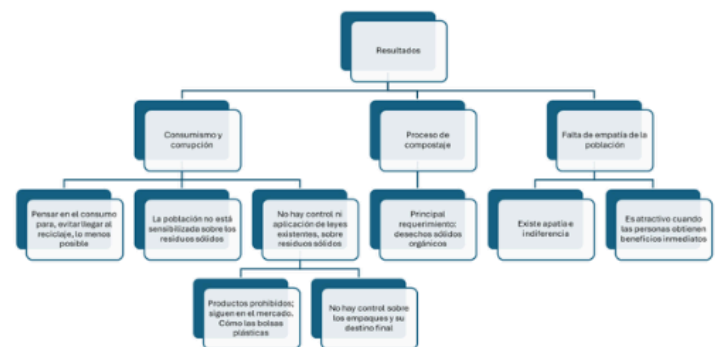 Resultados
Consumismo y
corrupción
Proceso de
compostaje
Falta de empatía de la
población
Pensar en el consumo
para, evitar llegar al
reciclaje, lo menos
posible
La población no está
sensibilizada sobre los
residuos sólidos
No hay control ni
aplicación de leyes
existentes, sobre
residuos sólidos
Principal
requerimiento:
desechos sólidos
orgánicos
Existe apatía e
indiferencia
Es atractivo cuando
las personas obtienen
beneficios inmediatos
Productos prohibidos;
siguen en el mercado.
Cómo las bolsas
plásticas
No hay control sobre
los empaques y su
destino final